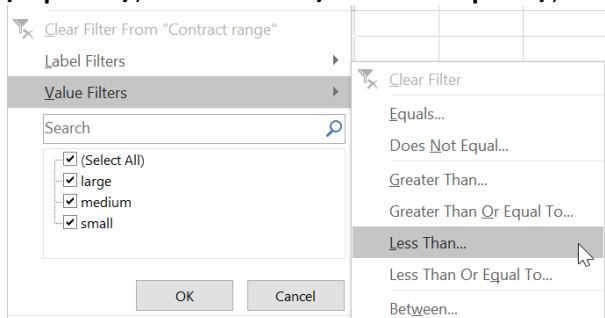 Clear Filter From "Contract range"
Label Filters
Value Filters
Search
(Select All)
large
medium
small
OK
Cancel
Clear Filter
Equals...
Does Not Equal...
Greater Than...
Greater Than Or Equal To...
Less Than...
Less Than Or Equal To...
Between...